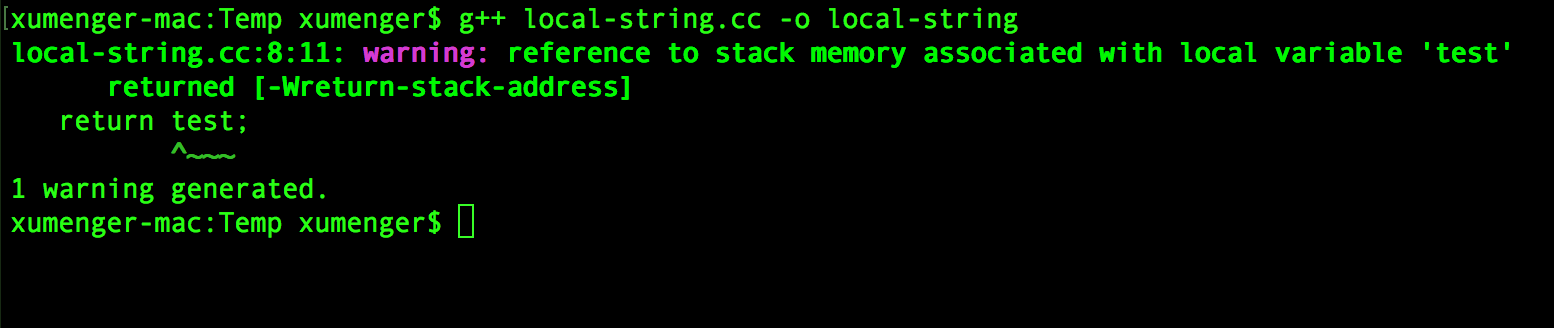 [xumenger-mac:Temp xumenger$ g++ local-string.cc -o local-string
local-string.cc:8:11: warning: reference to stack memory associated with local variable 'test'
      returned [-Wreturn-stack-address]
   return test;
          ^~~~
1 warning generated.
xumenger-mac:Temp xumenger$